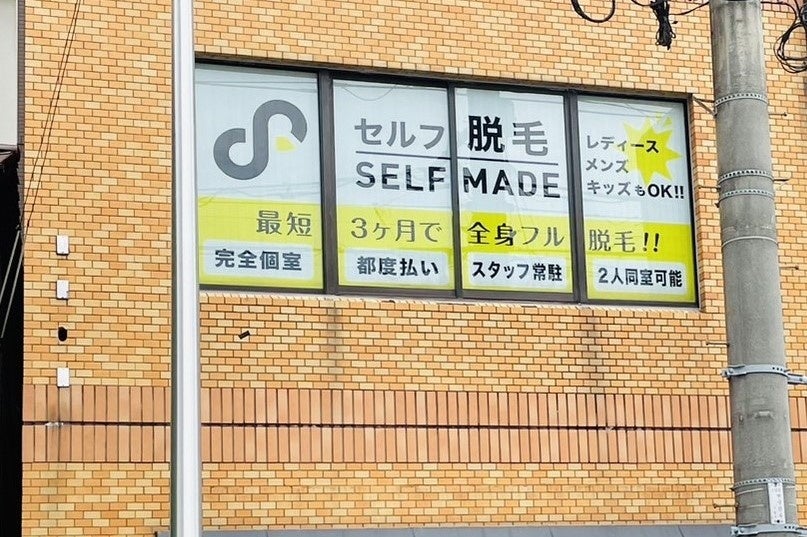 セルフ脱毛
SELF MADE
レディース
メンズ
キッズもOK!!
最短3ヶ月で全身フル脱毛!!
完全個室 都度払い スタッフ常駐 2人同室可能